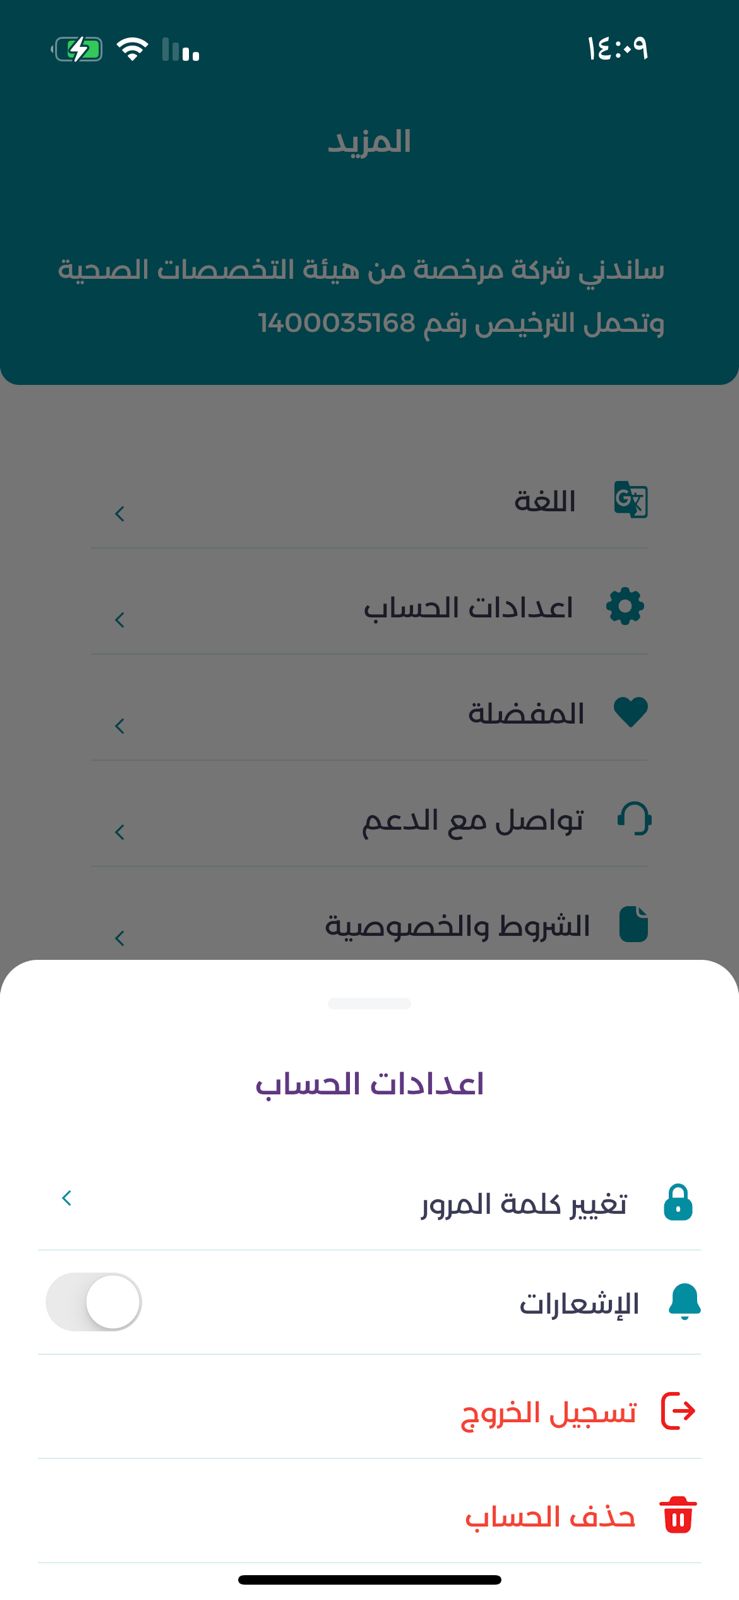 ١٤:٠٩
المزيد
ساندني شركة مرخصة من هيئة التخصصات الصحية
وتحمل الترخيص رقم 1400035168
اللغة
اعدادات الحساب
المفضلة
تواصل مع الدعم
الشروط والخصوصية
اعدادات الحساب
تغيير كلمة المرور
الإشعارات
تسجيل الخروج
حذف الحساب